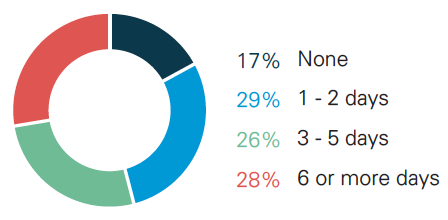 17% None
29% 1 - 2 days
26% 3 - 5 days
28% 6 or more days